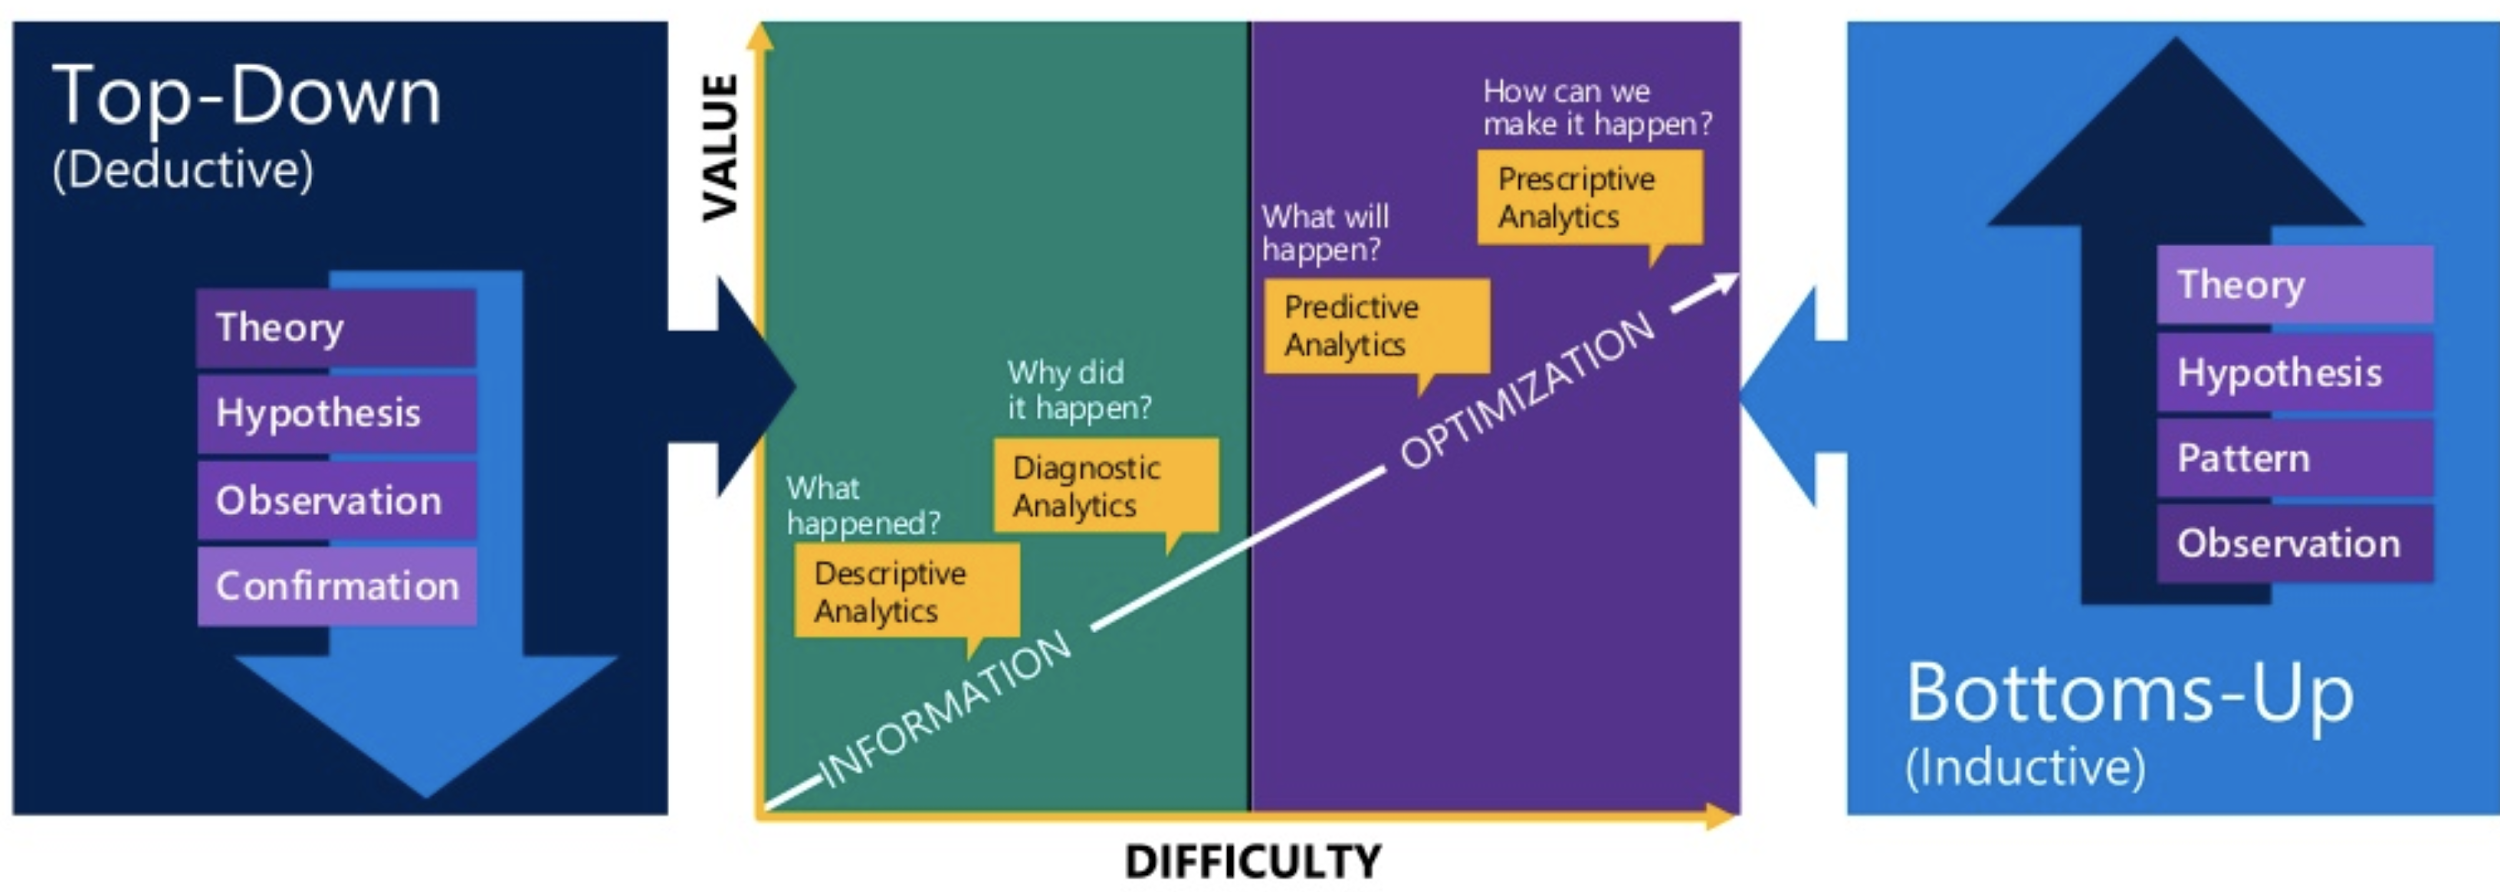 Top-Down
(Deductive)
Theory
Hypothesis
Observation
Confirmation
VALUE
What
happened?
Descriptive
Analytics
Why did
it happen?
Diagnostic
Analytics
What will
happen?
Predictive
Analytics
How can we
make it happen?
Prescriptive
Analytics
INFORMATION
OPTIMIZATION
DIFFICULTY
Theory
Hypothesis
Pattern
Observation
Bottoms-Up
(Inductive)